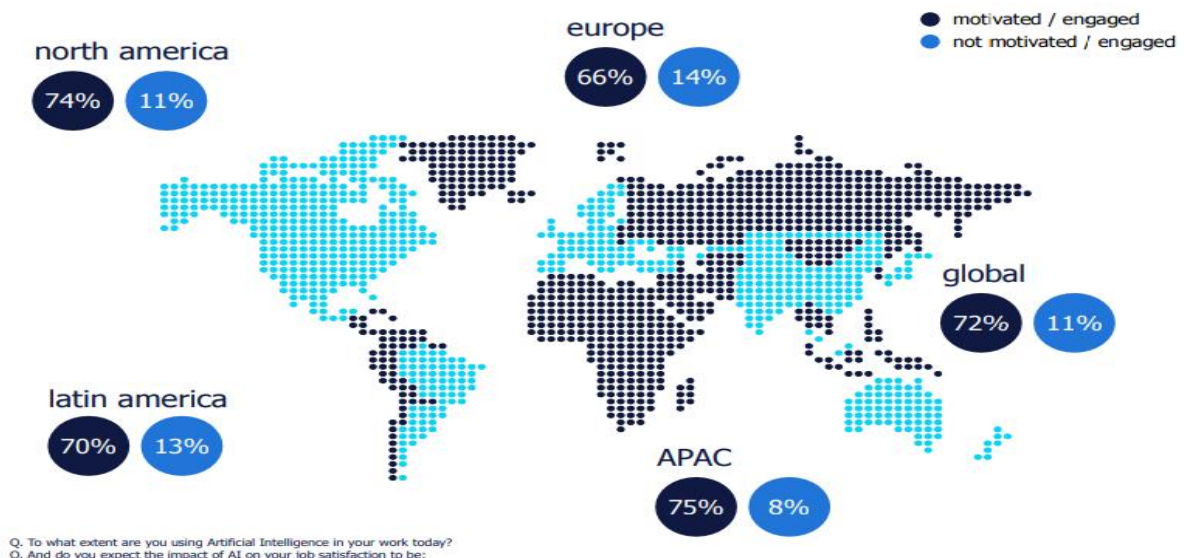 motivated / engaged
not motivated / engaged
europe
66% 14%
north america
74% 11%
global
72% 11%
latin america
70% 13%
APAC
75% 8%
Q. To what extent are you using Artificial Intelligence in your work today?
Q. And do you expect the impact of AI on your job satisfaction to be: